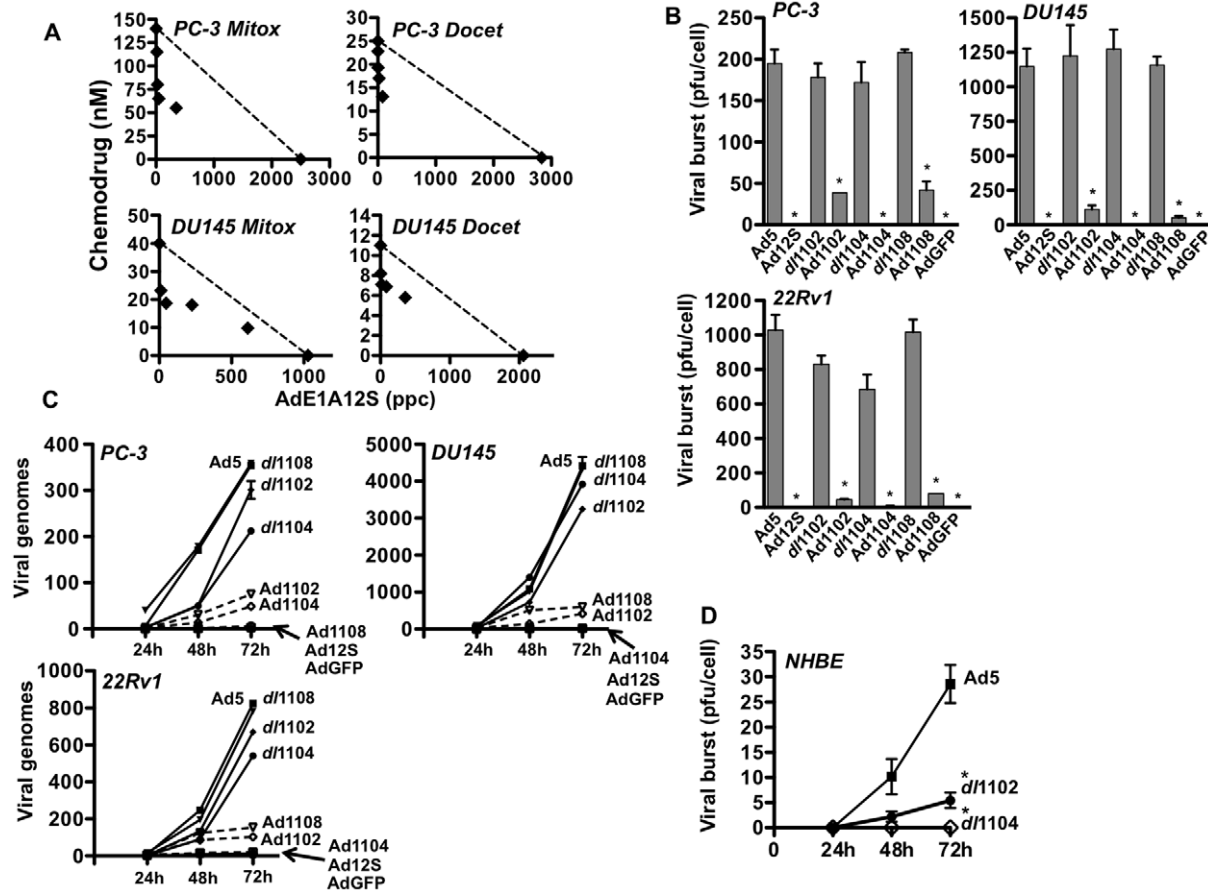 A
PC-3 Mitox
PC-3 Docet
150
125
100
75
50
25
0
0 1000 2000 3000
30
25
20
15
10
5
0
0 1000 2000 3000
Chemodrug (nM)
DU145 Mitox
DU145 Docet
50
40
30
20
10
0
0 500 1000
14
12
10
8
6
4
2
0
0 1000 2000
AdE1A12S (ppc)
B
PC-3
Viral burst (pfu/cell)
250
200
150
100
50
0
* * * * *
Ad5
Ad12S
dl1102
Ad1102
dl1104
Ad1104
dl1108
Ad1108
AdGFP
DU145
1500
1250
1000
750
500
250
0
* * * * *
Ad5
Ad12S
dl1102
Ad1102
dl1104
Ad1104
dl1108
Ad1108
AdGFP
22Rv1
Viral burst (pfu/cell)
1200
1000
800
600
400
200
0
* * * * *
Ad5
Ad12S
dl1102
Ad1102
dl1104
Ad1104
dl1108
Ad1108
AdGFP
C
PC-3
Viral genomes
400
300
200
100
0
24h 48h 72h
Ad5
dl1108
dl1102
dl1104
Ad1102
Ad1104
Ad1108
Ad12S
AdGFP
DU145
5000
4000
3000
2000
1000
0
24h 48h 72h
Ad5
dl1108
dl1104
dl1102
Ad1108
Ad1102
Ad1104
Ad12S
AdGFP
22Rv1
Viral genomes
1000
800
600
400
200
0
24h 48h 72h
Ad5
dl1108
dl1102
dl1104
Ad1108
Ad1102
Ad1104
Ad12S
AdGFP
D
NHBE
Viral burst (pfu/cell)
35
30
25
20
15
10
5
0
0 24h 48h 72h
Ad5
*
dl1102
*
dl1104